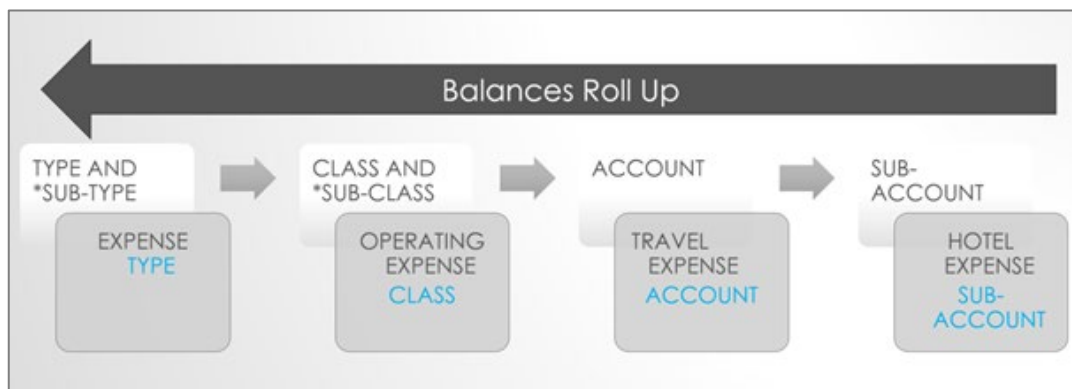 Balances Roll Up
TYPE AND
*SUB-TYPE
EXPENSE
TYPE
CLASS AND
*SUB-CLASS
OPERATING
EXPENSE
CLASS
ACCOUNT
TRAVEL
EXPENSE
ACCOUNT
SUB-
ACCOUNT
HOTEL
EXPENSE
SUB-
ACCOUNT